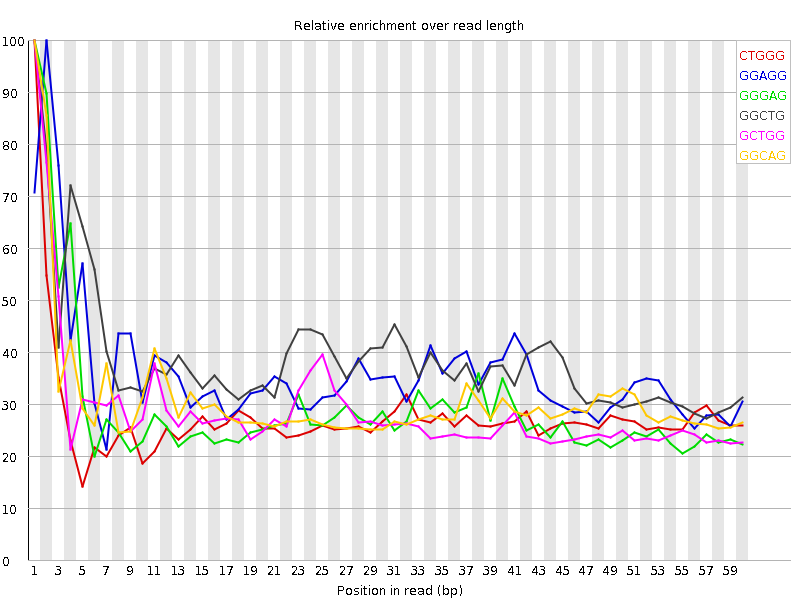 Relative enrichment over read length
100
90
80
70
60
50
40
30
20
10
0
CTGGG
GGAGG
GGGAG
GGCTG
GCTGG
GGCAG
1 3 5 7 9 11 13 15 17 19 21 23 25 27 29 31 33 35 37 39 41 43 45 47 49 51 53 55 57 59
Position in read (bp)